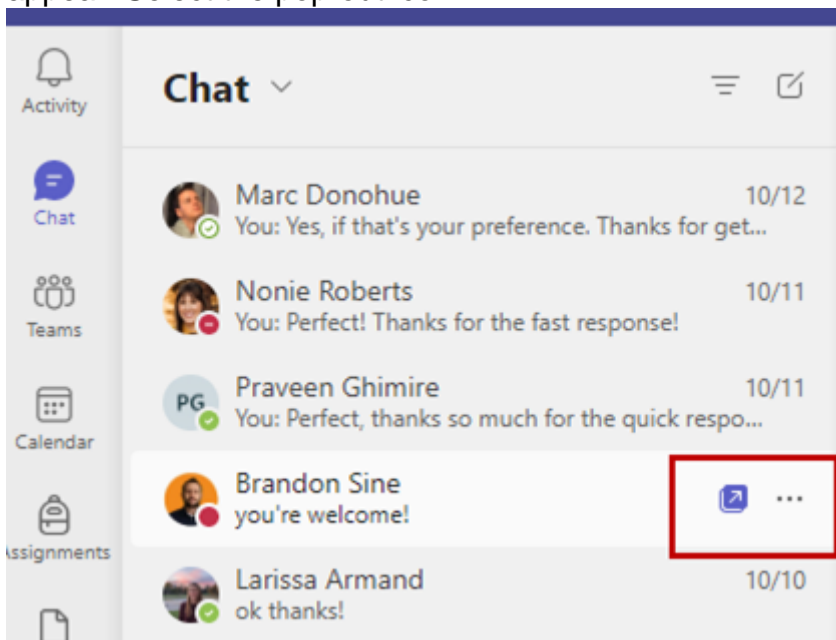 Activity
Chat
Teams
Calendar
ssignments
Chat
Marc Donohue 10/12
You: Yes, if that's your preference. Thanks for get...
Nonie Roberts 10/11
You: Perfect! Thanks for the fast response!
PG
Praveen Ghimire 10/11
You: Perfect, thanks so much for the quick respo...
Brandon Sine
you're welcome!
Larissa Armand 10/10
ok thanks!